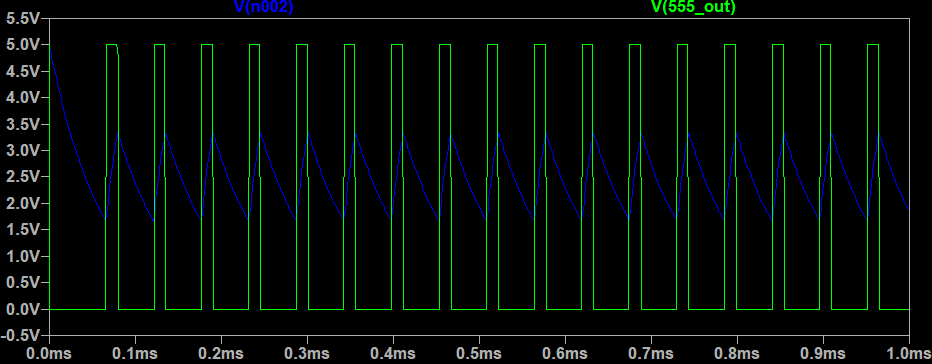 V(n002) V(555_out)
5.5V
5.0V
4.5V
4.0V
3.5V
3.0V
2.5V
2.0V
1.5V
1.0V
0.5V
0.0V
-0.5V
0.0ms 0.1ms 0.2ms 0.3ms 0.4ms 0.5ms 0.6ms 0.7ms 0.8ms 0.9ms 1.0ms